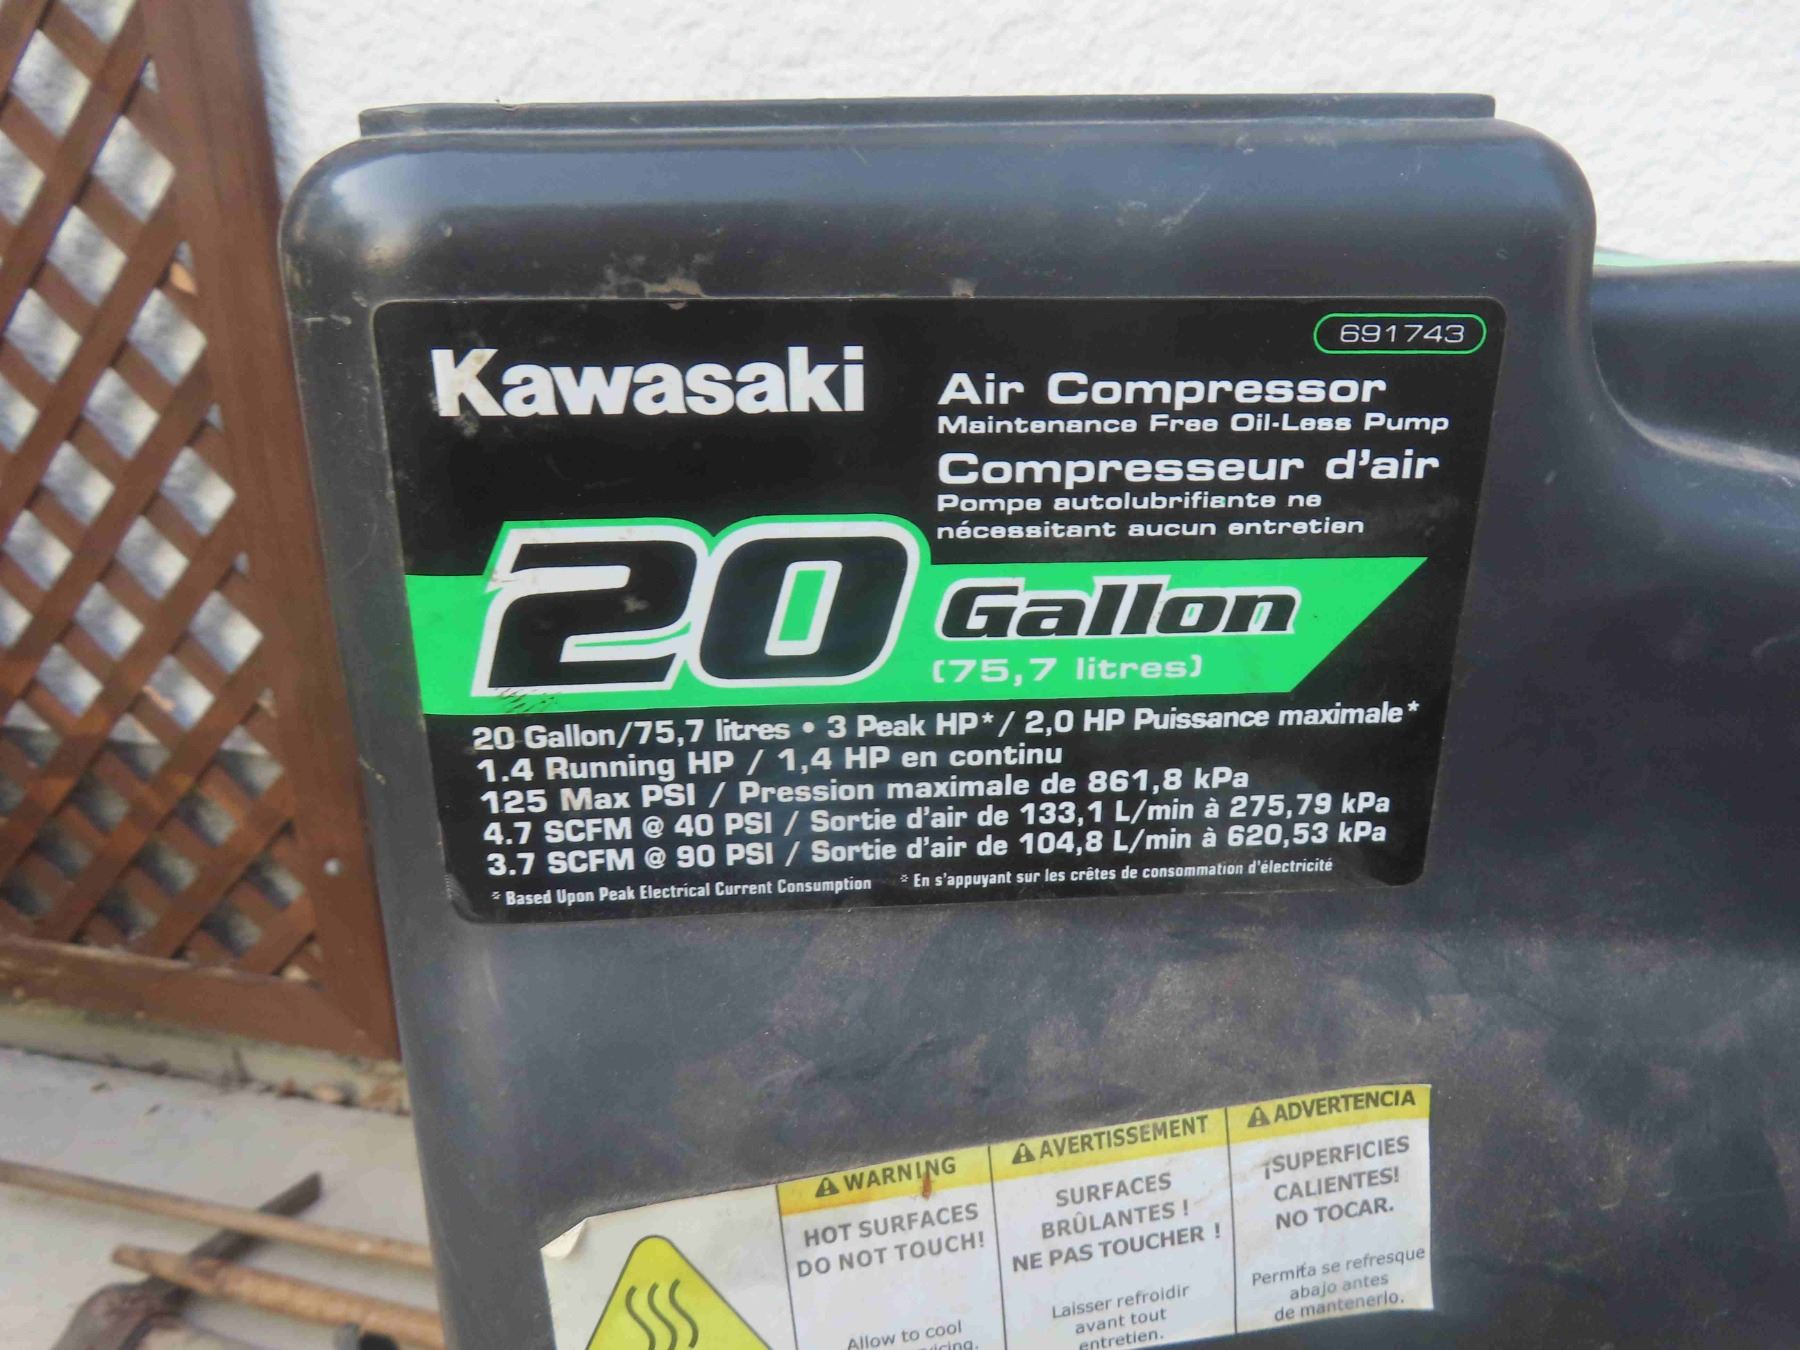 691743
Kawasaki
Air Compressor
Maintenance Free Oil-Less Pump
Compresseur d'air
Pompe autolubrifiante ne
nécessitant aucun entretien
20 Gallon
(75,7 litres)
20 Gallon/75,7 litres • 3 Peak HP* / 2,0 HP Puissance maximale*
1.4 Running HP / 1,4 HP en continu
125 Max PSI / Pression maximale de 861,8 kPa
4.7 SCFM @ 40 PSI / Sortie d'air de 133,1 L/min à 275,79 kPa
3.7 SCFM @ 90 PSI / Sortie d'air de 104,8 L/min à 620,53 kPa
* Based Upon Peak Electrical Current Consumption * En s'appuyant sur les crêtes de consommation d'électricité
WARNING
HOT SURFACES
DO NOT TOUCH!
Allow to cool
AVERTISSEMENT
SURFACES
BRÛLANTES !
NE PAS TOUCHER !
Laisser refroidir
avant tout
entretien.
ADVERTENCIA
¡SUPERFICIES
CALIENTES!
NO TOCAR.
Permita se refresque
abajo antes
de mantenerlo.